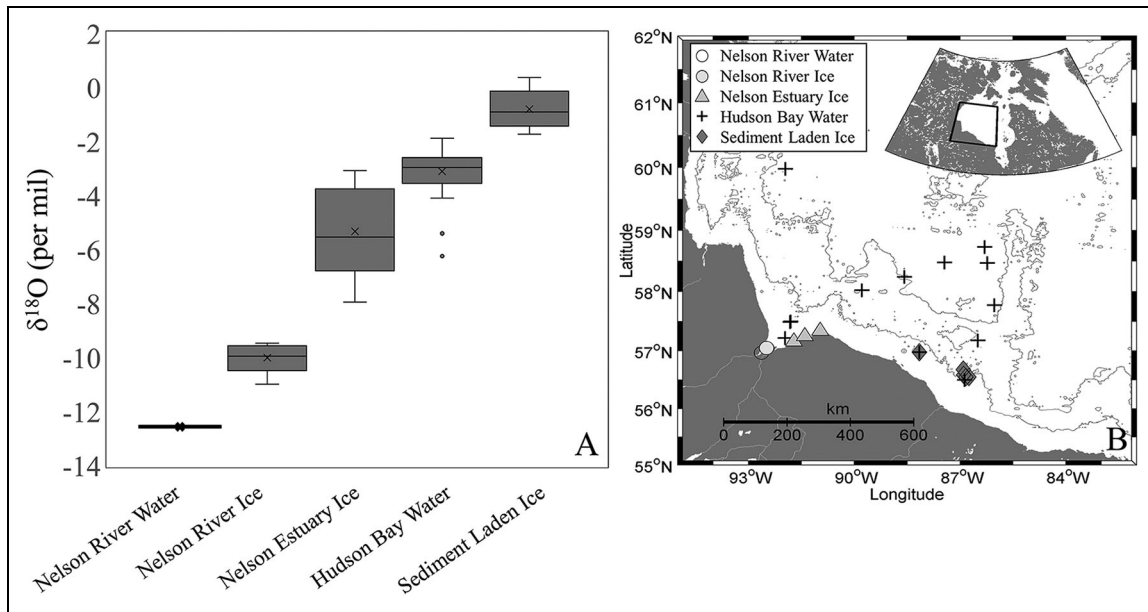 δ18O (per mil)
2
0
-2
-4
-6
-8
-10
-12
-14
A
Nelson River Water
Nelson River Ice
Nelson Estuary Ice
Hudson Bay Water
Sediment Laden Ice
62°N
61°N
60°N
59°N
58°N
57°N
56°N
55°N
Latitude
Nelson River Water
Nelson River Ice
Nelson Estuary Ice
Hudson Bay Water
Sediment Laden Ice
km
0 200 400 600
B
93°W 90°W 87°W 84°W
Longitude